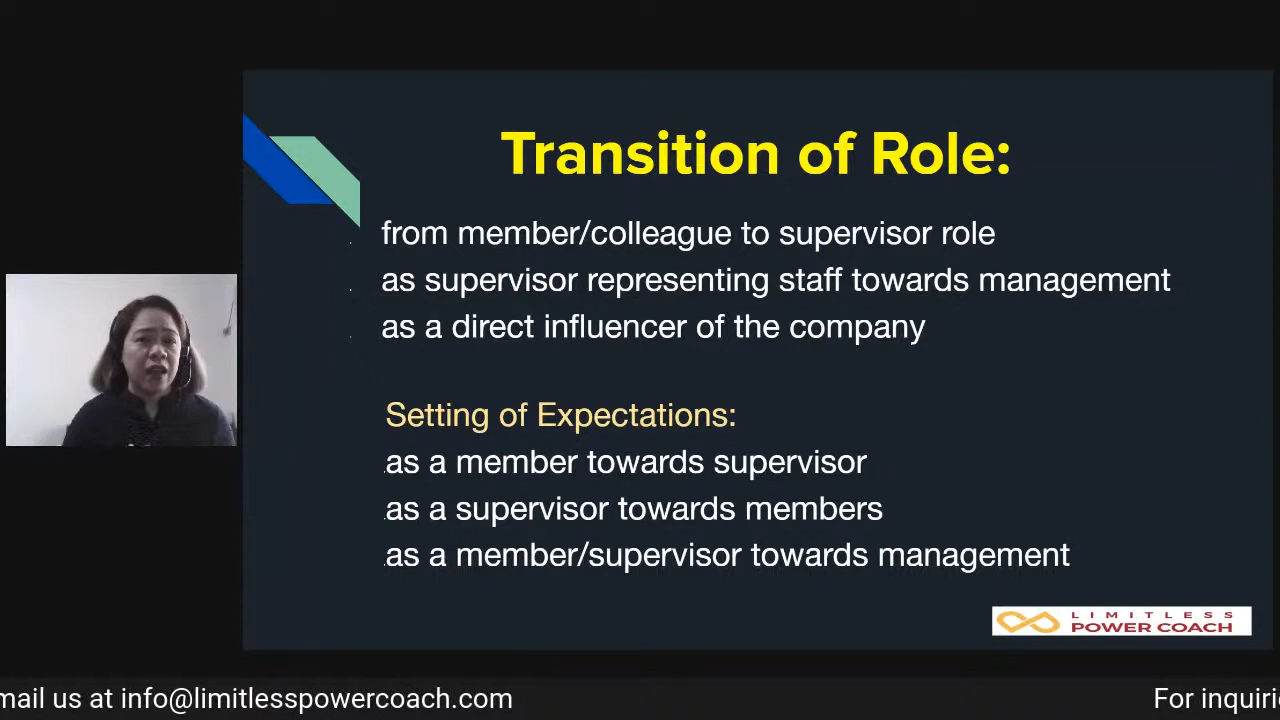 Transition of Role:
. from member/colleague to supervisor role
. as supervisor representing staff towards management
. as a direct influencer of the company
Setting of Expectations:
.as a member towards supervisor
.as a supervisor towards members
.as a member/supervisor towards management
LIMITLESS
POWER COACH
mail us at info@limitlesspowercoach.com
For inquiri